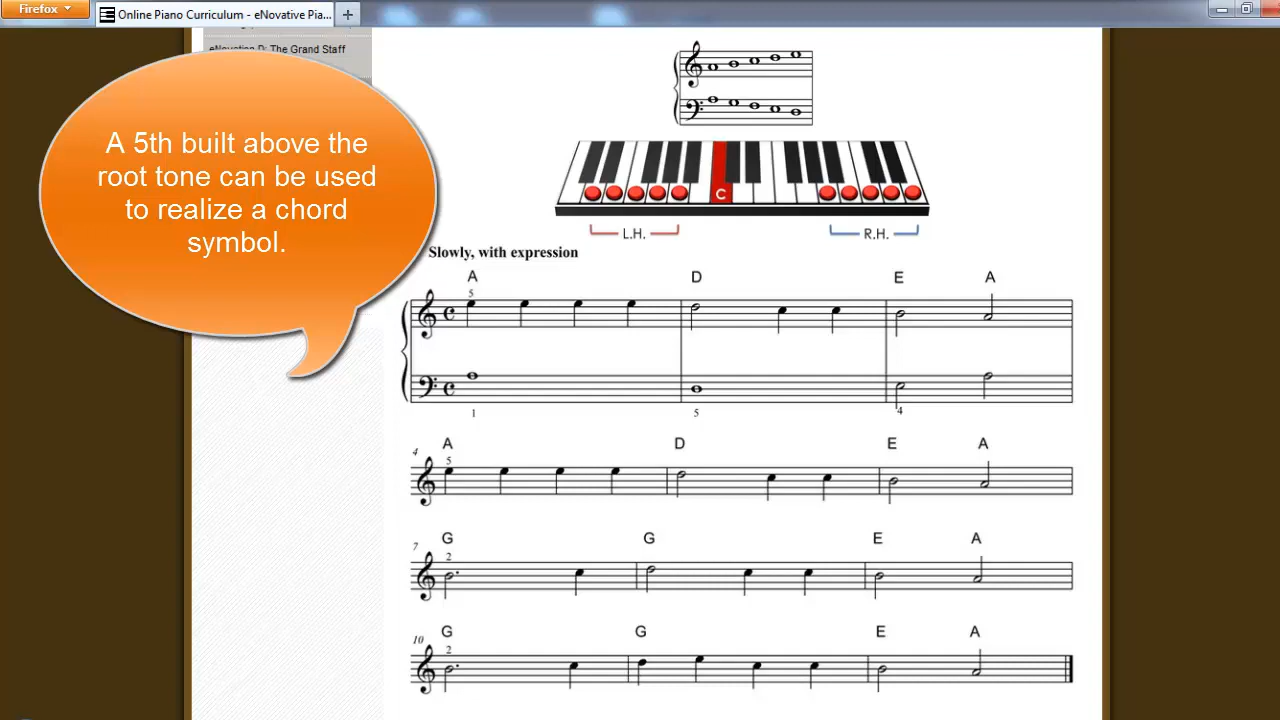 Firefox
Online Piano Curriculum - eNovative Pia...
eNovation D: The Grand Staff
A 5th built above the
root tone can be used
to realize a chord
symbol.
C
L.H. R.H.
Slowly, with expression
A D E A
5
1 5 4
4
A D E A
5
7
G G E A
2
10
G G E A
2